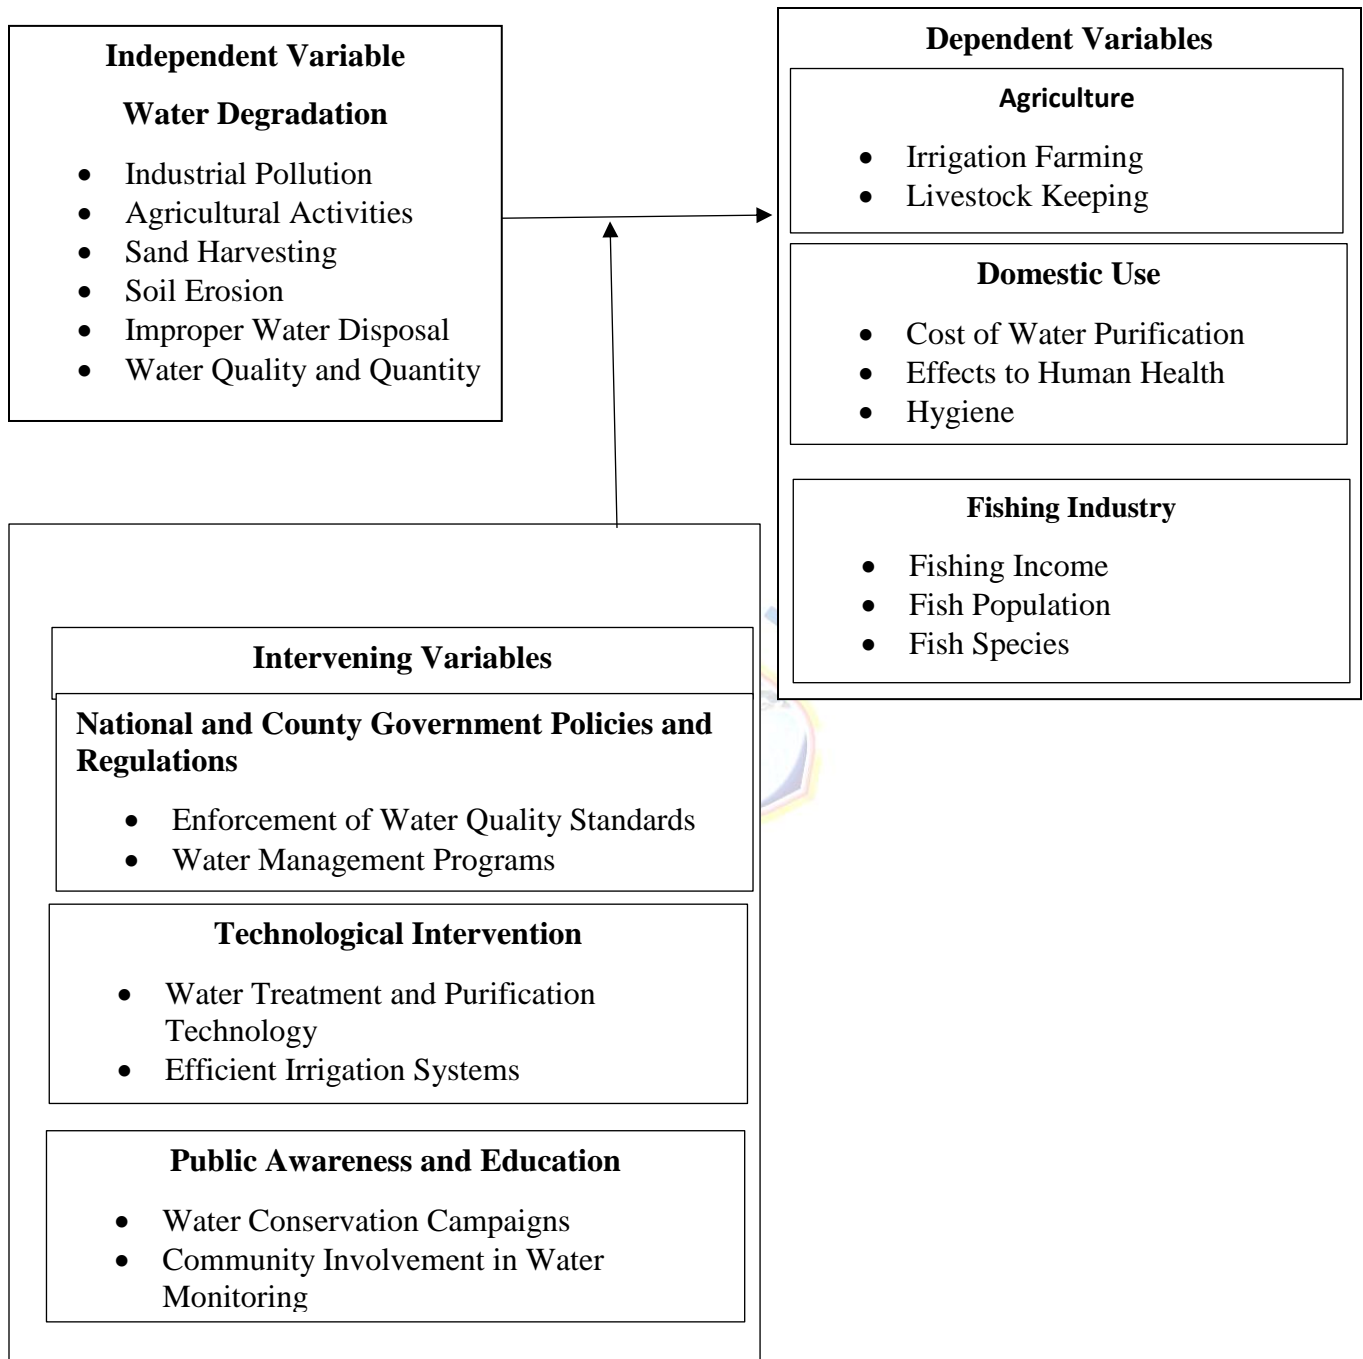 Independent Variable
Water Degradation
• Industrial Pollution
• Agricultural Activities
• Sand Harvesting
• Soil Erosion
• Improper Water Disposal
• Water Quality and Quantity
Dependent Variables
Agriculture
• Irrigation Farming
• Livestock Keeping
Domestic Use
• Cost of Water Purification
• Effects to Human Health
• Hygiene
Fishing Industry
• Fishing Income
• Fish Population
• Fish Species
Intervening Variables
National and County Government Policies and
Regulations
• Enforcement of Water Quality Standards
• Water Management Programs
Technological Intervention
• Water Treatment and Purification
Technology
• Efficient Irrigation Systems
Public Awareness and Education
• Water Conservation Campaigns
• Community Involvement in Water
Monitoring